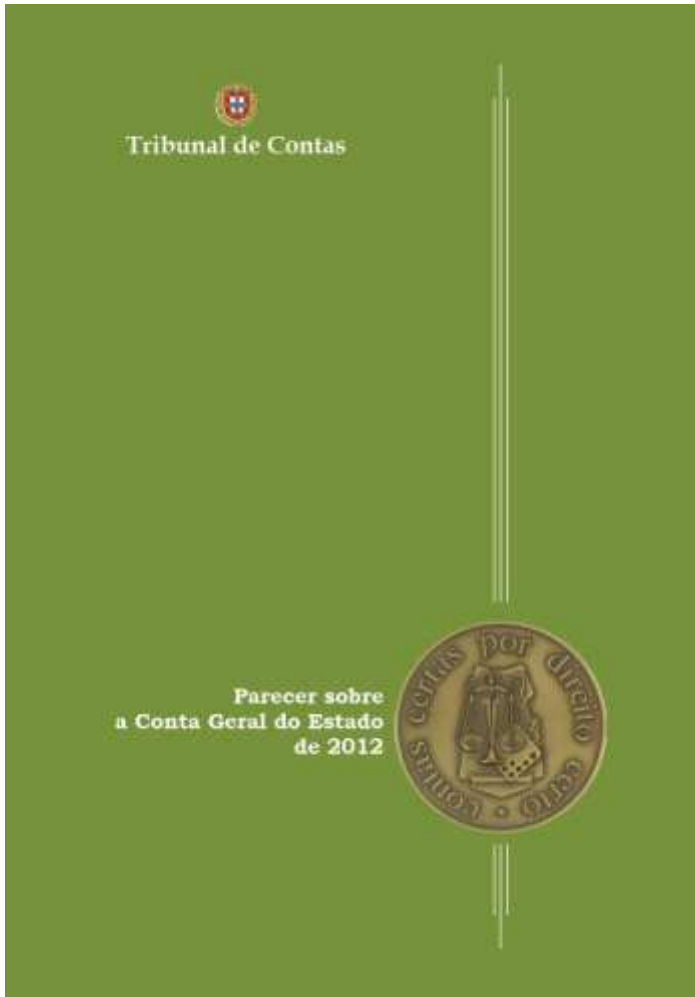 Tribunal de Contas
Parecer sobre
a Conta Geral do Estado
de 2012
contas certas por direito certo •